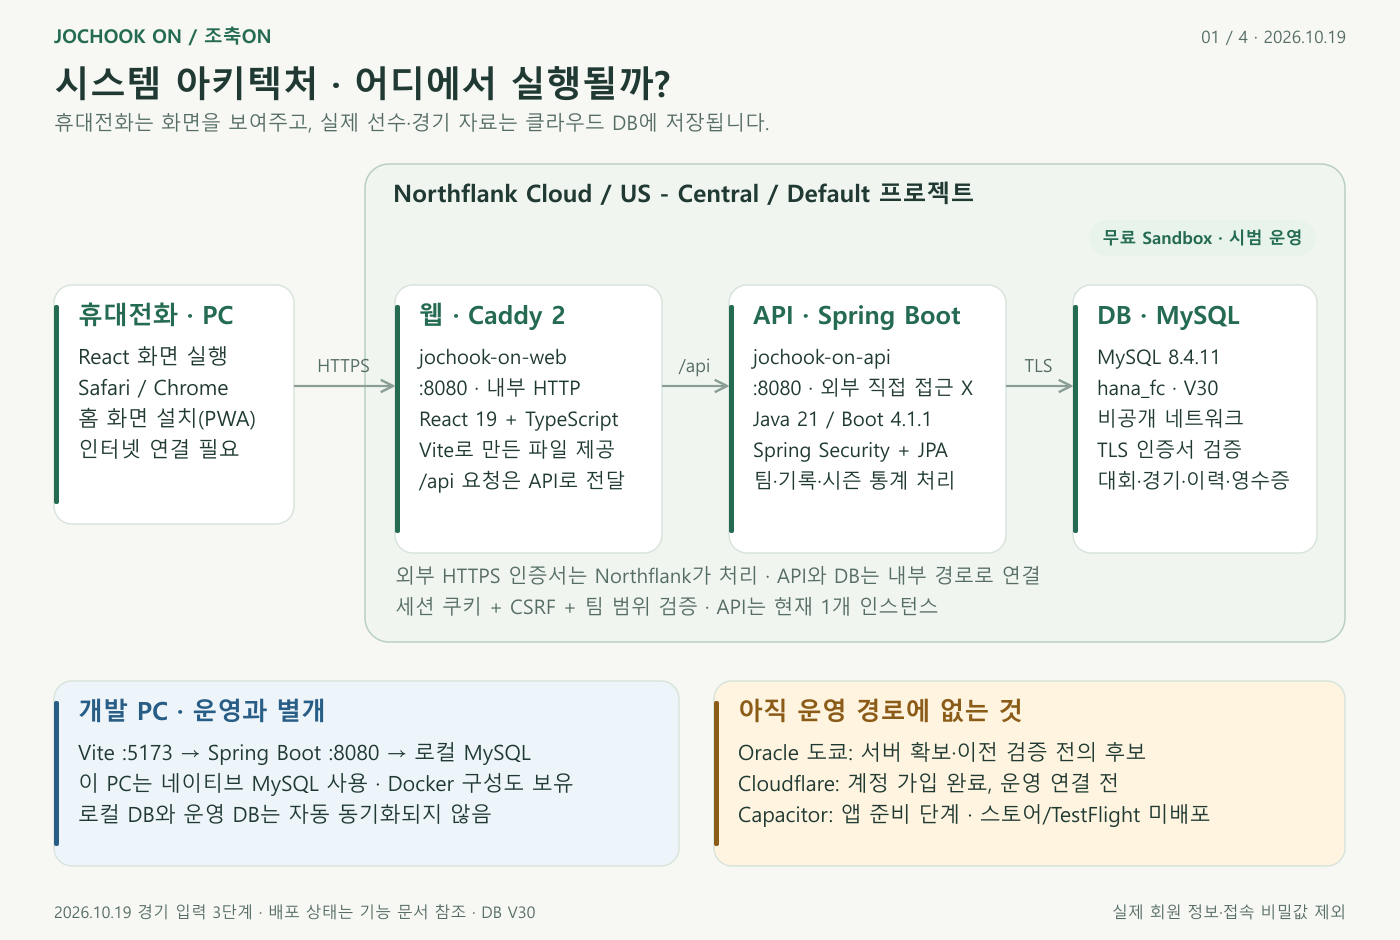 JOCHOOK ON / 조축ON
01 / 4 · 2026.10.19
시스템 아키텍처 · 어디에서 실행될까?
휴대전화는 화면을 보여주고, 실제 선수·경기 자료는 클라우드 DB에 저장됩니다.
Northflank Cloud / US - Central / Default 프로젝트
무료 Sandbox · 시범 운영
휴대전화 · PC
React 화면 실행
Safari / Chrome
홈 화면 설치(PWA)
인터넷 연결 필요
HTTPS
웹 · Caddy 2
jochook-on-web
:8080 · 내부 HTTP
React 19 + TypeScript
Vite로 만든 파일 제공
/api 요청은 API로 전달
/api
API · Spring Boot
jochook-on-api
:8080 · 외부 직접 접근 X
Java 21 / Boot 4.1.1
Spring Security + JPA
팀·기록·시즌 통계 처리
TLS
DB · MySQL
MySQL 8.4.11
hana_fc · V30
비공개 네트워크
TLS 인증서 검증
대회·경기·이력·영수증
외부 HTTPS 인증서는 Northflank가 처리 · API와 DB는 내부 경로로 연결
세션 쿠키 + CSRF + 팀 범위 검증 · API는 현재 1개 인스턴스
개발 PC · 운영과 별개
Vite :5173 → Spring Boot :8080 → 로컬 MySQL
이 PC는 네이티브 MySQL 사용 · Docker 구성도 보유
로컬 DB와 운영 DB는 자동 동기화되지 않음
아직 운영 경로에 없는 것
Oracle 도쿄: 서버 확보·이전 검증 전의 후보
Cloudflare: 계정 가입 완료, 운영 연결 전
Capacitor: 앱 준비 단계 · 스토어/TestFlight 미배포
2026.10.19 경기 입력 3단계 · 배포 상태는 기능 문서 참조 · DB V30
실제 회원 정보·접속 비밀값 제외